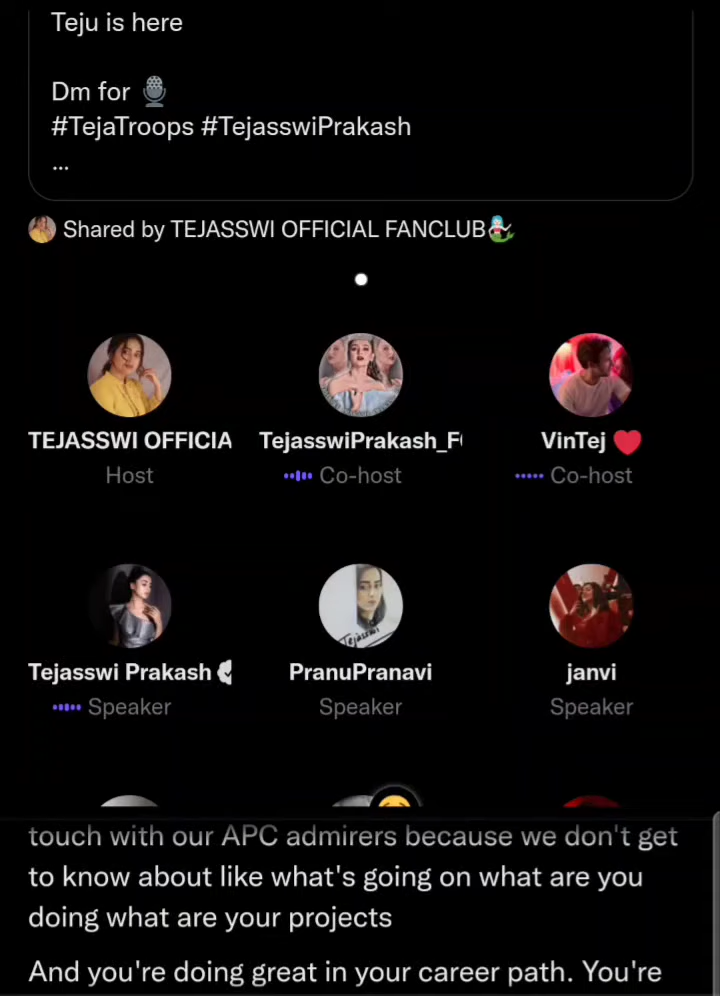 Teju is here
Dm for
#TejaTroops #TejasswiPrakash
...
Shared by TEJASSWI OFFICIAL FANCLUB
TEJASSWI OFFICIA TejasswiPrakash_F VinTej
Host Co-host Co-host
Tejasswi
Tejasswi Prakash PranuPranavi janvi
Speaker Speaker Speaker
touch with our APC admirers because we don't get
to know about like what's going on what are you
doing what are your projects
And you're doing great in your career path. You're